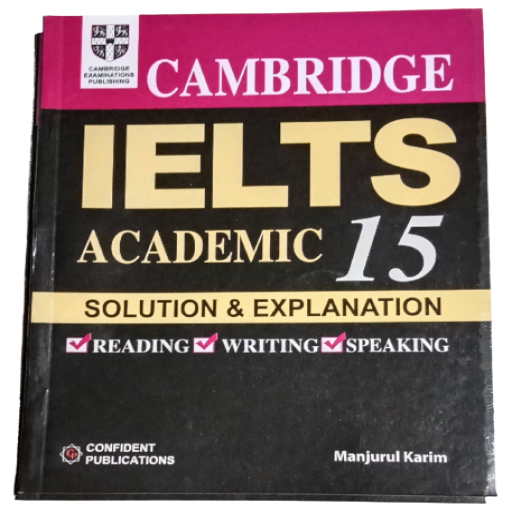 CAMBRIDGE
EXAMINATIONS
PUBLISHING
CAMBRIDGE
IELTS
ACADEMIC 15
SOLUTION & EXPLANATION
READING WRITING SPEAKING
CONFIDENT
PUBLICATIONS
Manjurul Karim